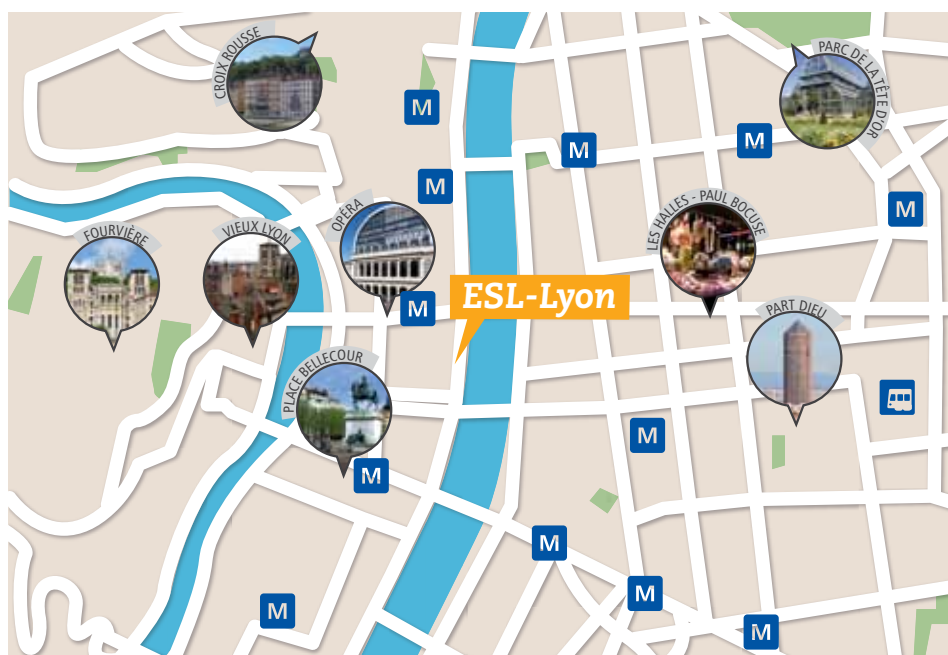 CROIX ROUSSE
PARC DE LA TÊTE D'OR
M
M
M
M
M
OPÉRA
LES HALLES - PAUL BOCUSE
FOURVIÈRE
VIEUX LYON
ESL-Lyon
M
PART DIEU
PLACE BELLECOUR
M
M
M
M
M
M